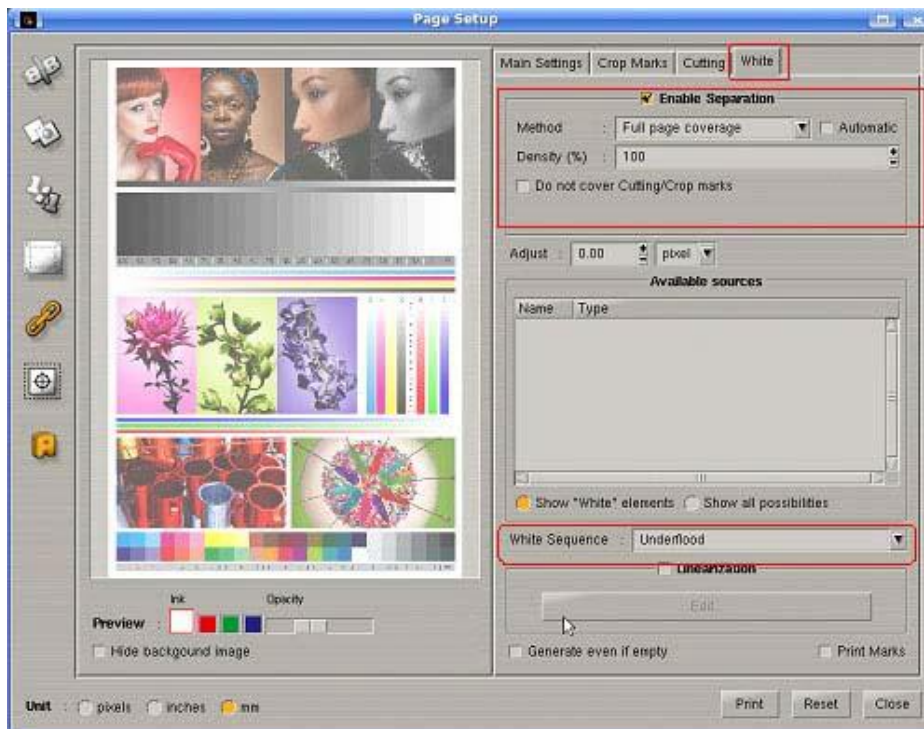 Page Setup
Main Settings Crop Marks Cutting White
Enable Separation
Method : Full page coverage Automatic
Density (%) : 100
Do not cover Cutting/Crop marks
Adjust : 0.00 pixel
Available sources
Name Type
Show "White" elements Show all possibilities
White Sequence : Underflood
Linearization
Edit
Generate even if empty Print Marks
Ink Opacity
Preview :
Hide backgound image
Unit : pixels inches mm
Print Reset Close